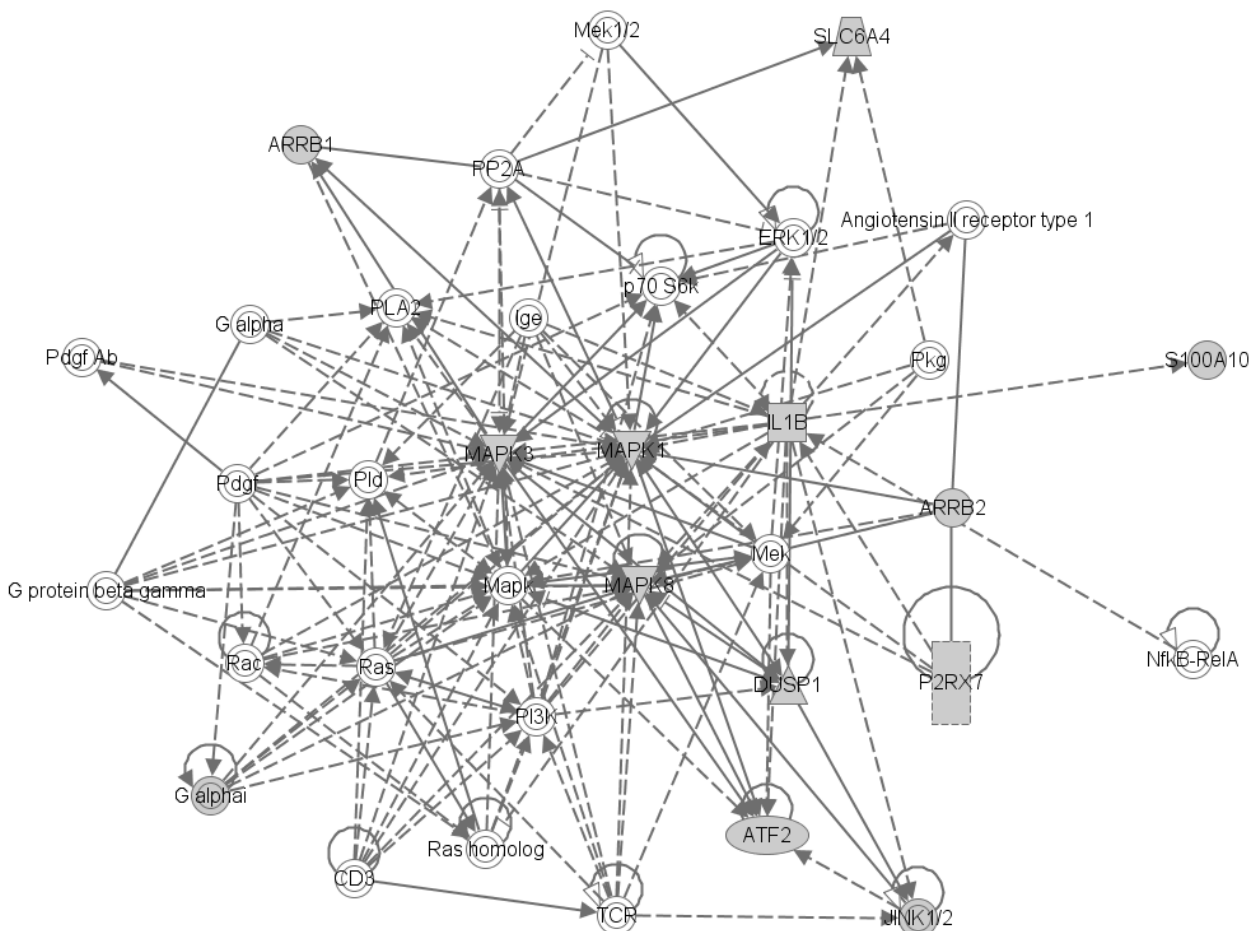 Mek1/2
SLC6A4
ARRB1
PP2A
Angiotensin II receptor type 1
ERK1/2
p70 S6k
PLA2
Ige
G alpha
Pdgf Ab
Pkg
S100A10
IL1B
MAPK3
MAPK1
Pdgf
Pld
ARRB2
Mek
G protein beta gamma
Mapk
MAPK8
Rac
Ras
NfkB-RelA
DUSP1
P2RX7
PI3K
G alphai
ATF2
Ras homolog
CD3
TCR
JINK1/2